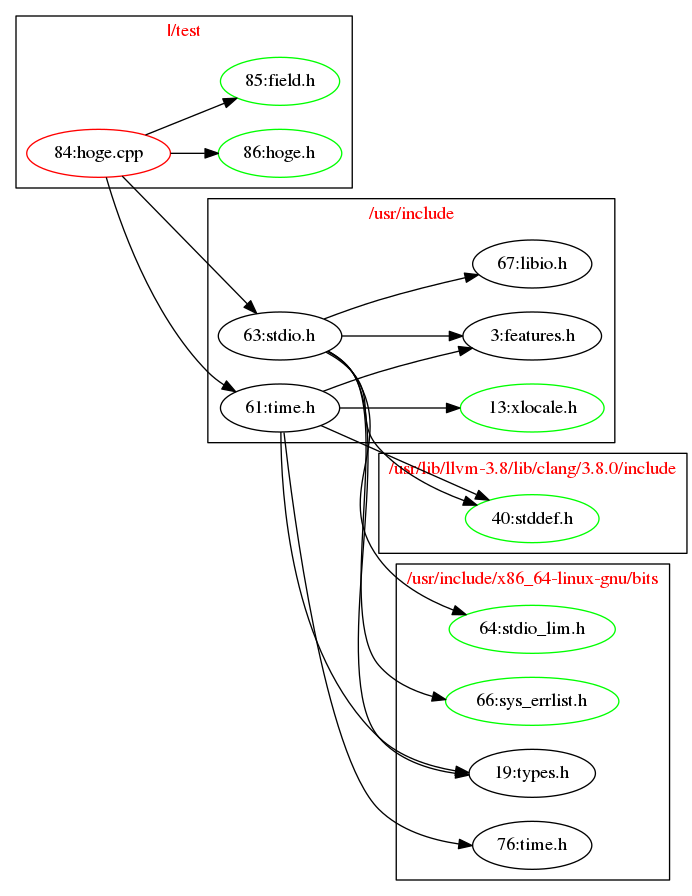 l/test
85:field.h
84:hoge.cpp
86:hoge.h
/usr/include
67:libio.h
63:stdio.h
3:features.h
61:time.h
13:xlocale.h
/usr/lib/llvm-3.8/lib/clang/3.8.0/include
40:stddef.h
/usr/include/x86_64-linux-gnu/bits
64:stdio_lim.h
66:sys_errlist.h
19:types.h
76:time.h